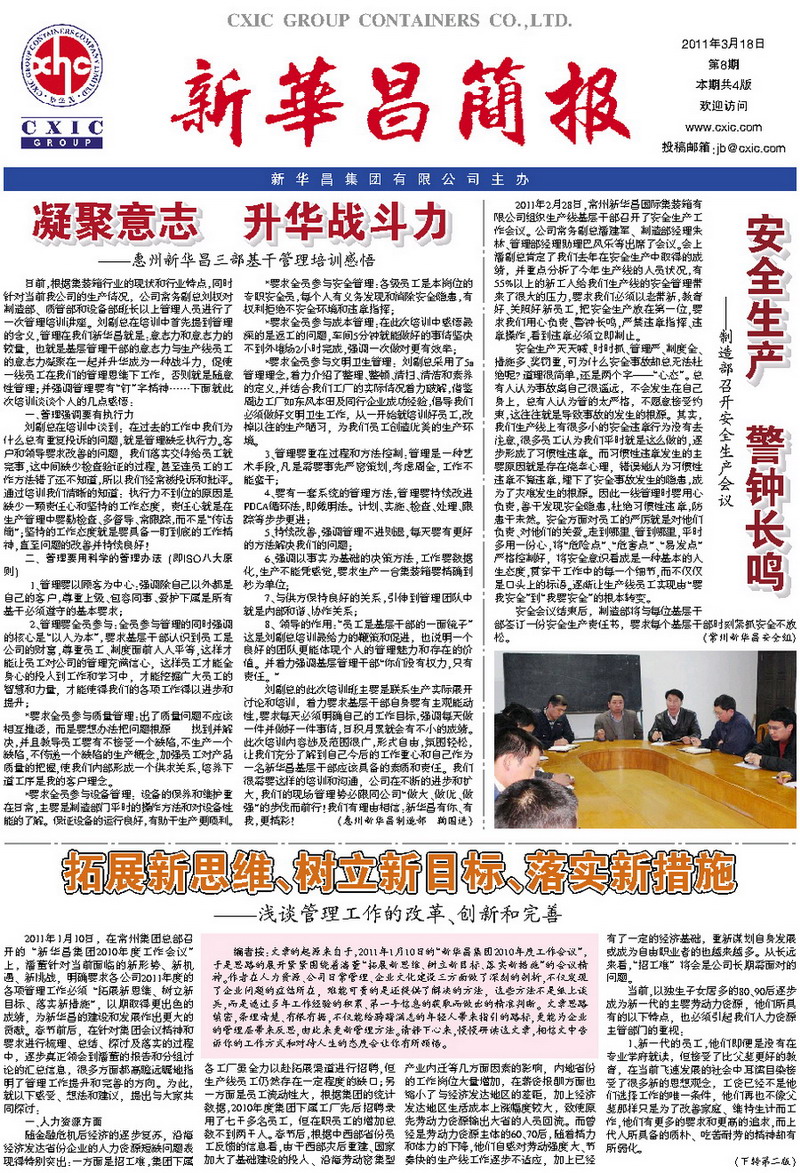 CXIC GROUP CONTAINERS CO.,LTD.
CXIC GROUP CONTAINERS COMPANY LIMITED
CXIC
GROUP
新華昌簡报
2011年3月18日
第8期
本期共4版
欢迎访问
www.cxic.com
投稿邮箱:jb@cxic.com
新华昌集团有限公司主办
凝聚意志 升华战斗力
——惠州新华昌三部基干管理培训感悟
目前,根据集装箱行业的现状和行业特点,同时
针对当前我公司的生产情况，公司常务副总刘权对
制造部、质管部和设备部班长以上管理人员进行了
一次管理培训讲座。刘副总在培训中首先提到管理
的含义,管理在我们新华昌就是:意志力和意志力的
较量，也就是基层管理干部的意志力与生产线员工
的意志力凝聚在一起并升华成为一种战斗力，促使
一线员工在我们的管理思维下工作，否则就是随意
性管理;并强调管理要有“钉”字精神……下面就此
次培训谈谈个人的几点感悟:
一、管理强调要有执行力
刘副总在培训中谈到：在过去的工作中我们为
什么总有重复投诉的问题,就是管理缺乏执行力。客
户和领导要求改善的问题，我们落实交待给员工就
完事,这中间缺少检查验证的过程,甚至连员工的工
作方法错了还不知道,所以我们经常被投诉和批评。
通过培训我们清晰的知道：执行力不到位的原因是
缺少一颗责任心和坚持的工作态度，责任心就是在
生产管理中要勤检查、多督导、常跟踪,而不是“传话
筒”;坚持的工作态度就是要具备一盯到底的工作精
神,直至问题的改善并持续良好！
二、管理要用科学的管理办法（即ISO八大原
则）
1、管理要以顾客为中心:强调除自己以外都是
自己的客户,尊重上级、包容同事、爱护下属是所有
基干必须遵守的基本要求;
2、管理要全员参与:全员参与管理的同时强调
的核心是“以人为本”,要求基层干部认识到员工是
公司的财富,尊重员工、制度面前人人平等,这样才
能让员工对公司的管理充满信心，这样员工才能全
身心的投入到工作和学习中，才能挖掘广大员工的
智慧和力量，才能使得我们的各项工作得以进步和
提升;
*要求全员参与质量管理:出了质量问题不应该
相互推诿，而是要想办法把问题根源 找到并解
决,并且教导员工要有不接受一个缺陷,不生产一个
缺陷,不传递一个缺陷的生产概念,加强员工对产品
质量的把握,使我们内部形成一个供求关系,培养下
道工序是我的客户理念。
*要求全员参与设备管理：设备的保养和维护重
在日常,主要是制造部门平时的操作方法和对设备性
能的了解。保证设备的运行良好,有助于生产更顺利。
*要求全员参与安全管理:各级员工是本岗位的
专职安全员,每个人有义务发现和消除安全隐患,有
权利拒绝不安全环境和违章指挥;
*要求全员参与成本管理:在此次培训中感悟最
深的是返工的问题,车间5分钟就能做好的事情坚决
不到外堆场2小时完成,强调一次做对更有效率;
*要求全员参与文明卫生管理：刘副总采用了5s
管理理念,着力介绍了整理、整顿、清扫、清洁和素养
的定义,并结合我们工厂的实际情况着力破解,借鉴
周边工厂如东风本田及同行企业成功经验,倡导我们
必须做好文明卫生工作，从一开始就培训好员工,改
掉以往的生产陋习，为我们员工创造优美的生产环
境。
3、管理要重在过程和方法控制:管理是一种艺
术手段,凡是需要事先严密策划,考虑周全,工作不
能蛮干;
4、要有一套系统的管理方法,管理要持续改进
PDCA循环法,即戴明法。计划、实施、检查、处理、跟
踪等步步更进;
5、持续改善,强调管理不进则退,每天要有更好
的方法解决我们的问题;
6、强调以事实为基础的决策方法,工作要数据
化,生产不能凭感觉,要求生产一台集装箱要精确到
秒为单位;
7、与供方保持良好的关系,引伸到管理团队中
就是内部和谐、协作关系;
8、领导的作用:“员工是基层干部的一面镜子”
这是刘副总培训最给力的鞭策和促进，也说明一个
良好的团队更能体现个人的管理魅力和存在的价
值。并着力强调基层管理干部“你们没有权力,只有
责任。”
刘副总的此次培训班主要是联系生产实际展开
讨论和培训，着力要求基层干部自身要有主观能动
性,要求每天必须明确自己的工作目标,强调每天做
一件并做好一件事情,日积月累就会有不小的成绩。
此次培训内容涉及范围很广,形式自由,氛围轻松,
让我们充分了解到自己今后的工作重心和自己作为
一名新华昌基层干部应该具备的素质和责任。我们
很需要这样的培训和沟通，公司在不断的进步和扩
大,我们的现场管理势必跟同公司“做大、做优、做
强”的步伐而前行!我们有理由相信:新华昌有你、有
我,更精彩!
(惠州新华昌制造部 韩国进)
安全生产 警钟长鸣
——制造部召开安全生产会议
2011年2月28日,常州新华昌国际集装箱有
限公司组织生产线基层干部召开了安全生产工
作会议。公司常务副总潘建军、制造部经理朱
林、管理部经理助理巴凤乐等出席了会议。会上
潘副总肯定了我们去年在安全生产中取得的成
绩，并重点分析了今年生产线的人员状况,有
55%以上的新工人给我们生产线的安全管理带
来了很大的压力,要求我们必须以老带新,教育
好、关照好新员工,把安全生产放在第一位,要
求我们用心负责、警钟长鸣,严禁违章指挥、违
章操作,看到违章必须立即制止。
安全生产天天喊、时时抓、管理严、制度全、
措施多、奖罚重,可为什么安全事故却总无法杜
绝呢?道理很简单,还是两个字——“心态”。总
有人认为事故离自己很遥远，不会发生在自己
身上，总有人认为管的太严格，不愿意接受约
束,这往往就是导致事故的发生的根源。其实,
我们生产线上有很多小的安全违章行为没有去
注意,很多员工认为我们平时就是这么做的,逐
步形成了习惯性违章。而习惯性违章发生的主
要原因就是存在侥幸心理，错误地人为习惯性
违章不算违章,埋下了安全事故发生的隐患,成
为了灾难发生的根源。因此一线管理时要用心
负责,善于发现安全隐患,杜绝习惯性违章,防
患于未然。安全方面对员工的严厉就是对他们
负责、对他们的关爱,走到哪里、管到哪里,平时
多用一份心,将“危险点”、“危害点”、“易发点”
严格控制好，将安全意识看成是一种基本的人
生态度,贯穿于工作中的每一个细节,而不仅仅
是口头上的标语,逐渐让生产线员工实现由“要
我安全”到“我要安全”的根本转变。
安全会议结束后，制造部将与每位基层干
部签订一份安全生产责任书，要求每个基层干部时刻紧抓安全不放
松。
(常州新华昌安全组)
拓展新思维、树立新目标、落实新措施
——浅谈管理工作的改革、创新和完善
2011年1月10日，在常州集团总部召
开的“新华昌集团2010年度工作会议”
上，潘董针对当前面临的新形势、新机
遇、新挑战，明确要求各公司2011年度的
各项管理工作必须“拓展新思维、树立新
目标、落实新措施”，以期取得更出色的
成绩，为新华昌的建设和发展作出更大的
贡献。春节前后，在针对集团会议精神和
要求进行梳理、总结、探讨及落实的过程
中，逐步真正领会到潘董的报告和分组讨
论的汇总信息，很多方面都高瞻远瞩地指
明了管理工作提升和完善的方向。为此，
就以下感受、想法和建议，提出与大家共
同探讨：
一、人力资源方面
随金融危机后经济的逐步复苏，沿海
经济发达省份企业的人力资源短缺问题表
现得特别突出：一方面是招工难，集团下属
编者按:文章的起源来自于,2011年1月10日的“新华昌集团2010年度工作会议”,
于是思路的展开紧紧围绕着潘董“拓展新思维、树立新目标、落实新措施”的会议精
神,作者在人力资源、公司日常管理、企业文化建设三方面做了深刻的剖析,不仅发现
了企业问题的症结所在，难能可贵的是还提供了解决的方法，这些方法不是纸上谈
兵,而是通过多年工作经验的积累、第一手信息的获取而做出的精准判断。文章思路
缜密,条理清楚,有根有据,不仅能给踌躇满志的年轻人带来指引的路标,更能为企业
的管理层带来反思,由此来更新管理方法。请静下心来,慢慢研读这文章,相信文中告
诉你的工作方式和对待人生的态度会让你有所领悟。
各工厂要全力以赴拓展渠道进行招聘，但
生产线员工仍然存在一定程度的缺口；另
一方面是员工流动性大，根据集团的统计
数据，2010年度集团下属工厂先后招聘录
用了七千多名员工，但在职员工的增加总
数不到两千人。春节后，根据中西部省份员
工反馈的信息看，由于西部灾后重建、国家
加大了基础建设的投入、沿海劳动密集型
产业内迁等几方面因素的影响，内地省份
的工作岗位大量增加，在薪资报酬方面也
缩小了与经济发达地区的差距，加上经济
发达地区生活成本上涨幅度较大，致使原
先劳动力资源输出大省的人员回流。而曾
经是劳动力资源主体的60、70后，随着精力
和体力的下降，他们自感对劳动强度大、节
奏快的生产线工作逐步不适应，加上已经
有了一定的经济基础，重新谋划自身发展
或成为自由职业者的也越来越多。从长远
来看，“招工难”将会是公司长期需面对的
问题。
当前，以独生子女居多的80、90后逐步
成为新一代的主要劳动力资源，他们所具
有的以下特点，也必须引起我们人力资源
主管部门的重视：
1、新一代的员工，他们即便是没有在
专业学府就读，但接受了比父辈更好的教
育，在当前飞速发展的社会中耳濡目染接
受了很多新的思想观念，工资已经不是他
们选择工作的唯一条件，他们再也不像父
辈那样只是为了改善家庭、维持生计而工
作，他们有更多的要求和更高的追求，而上
代人所具备的质朴、吃苦耐劳的精神却有
所弱化。
(下转第二版)